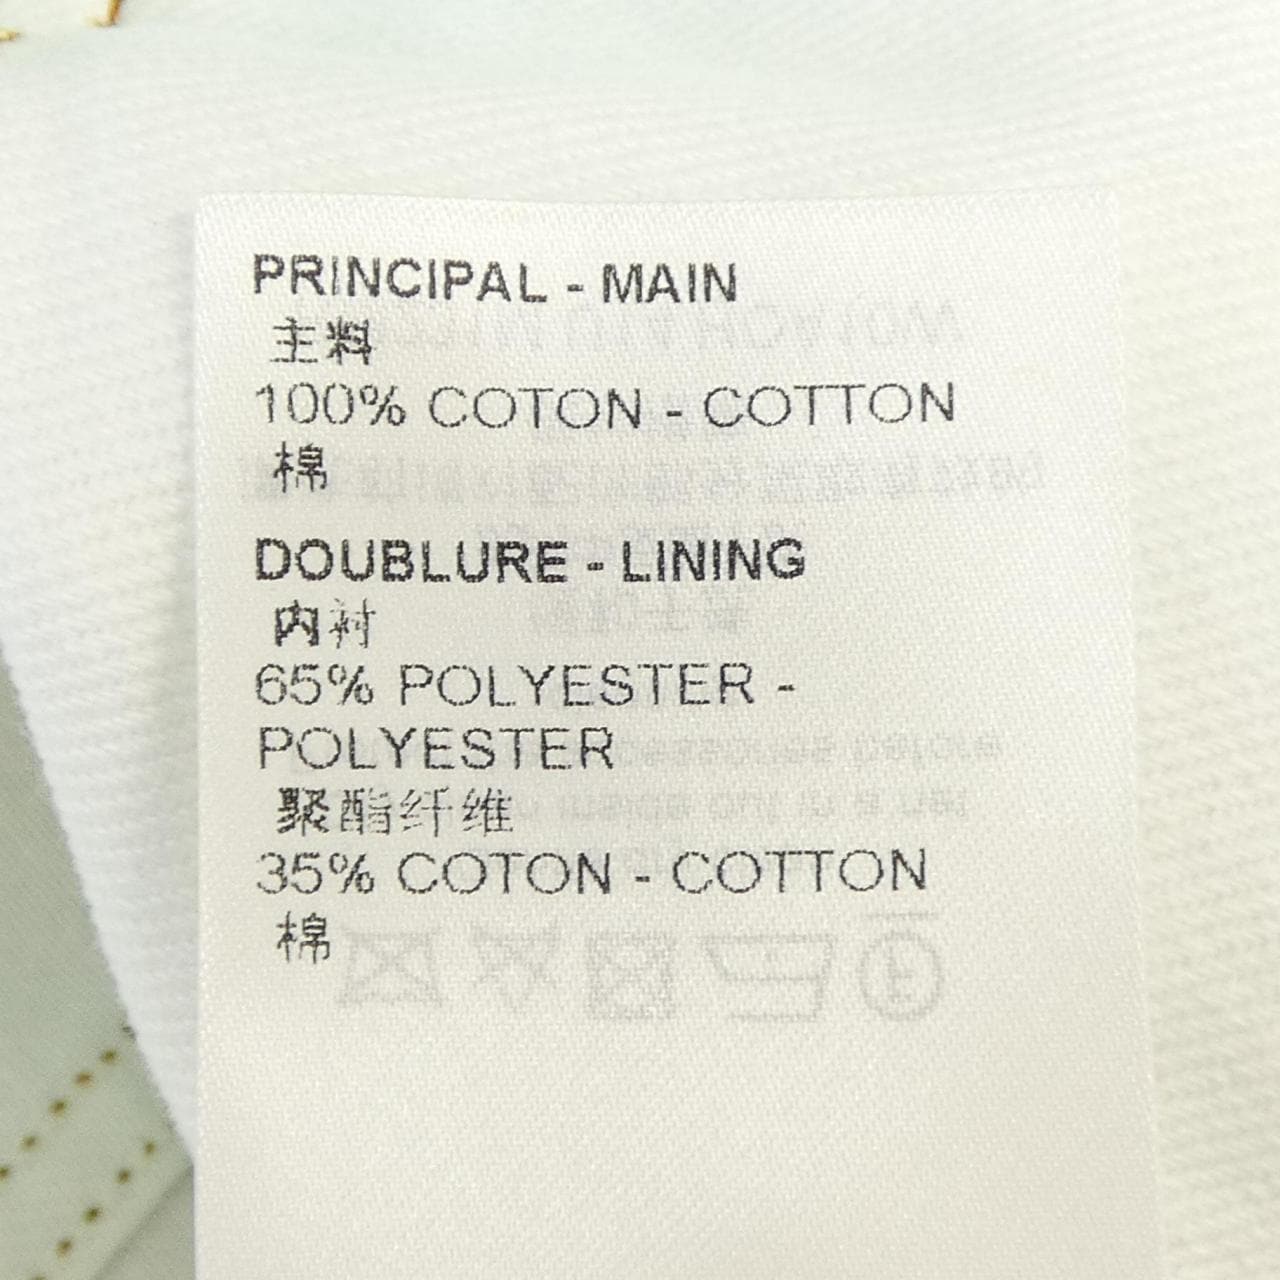 PRINCIPAL - MAIN
主料
100% COTON - COTTON
棉
DOUBLURE - LINING
内衬
65% POLYESTER -
POLYESTER
聚酯纤维
35% COTON - COTTON
棉